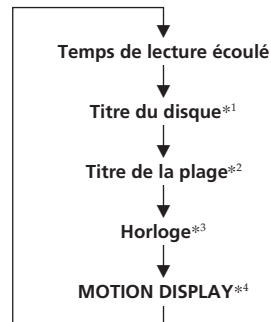 Temps de lecture écoulé
Titre du disque*1
Titre de la plage*2
Horloge*3
MOTION DISPLAY*4